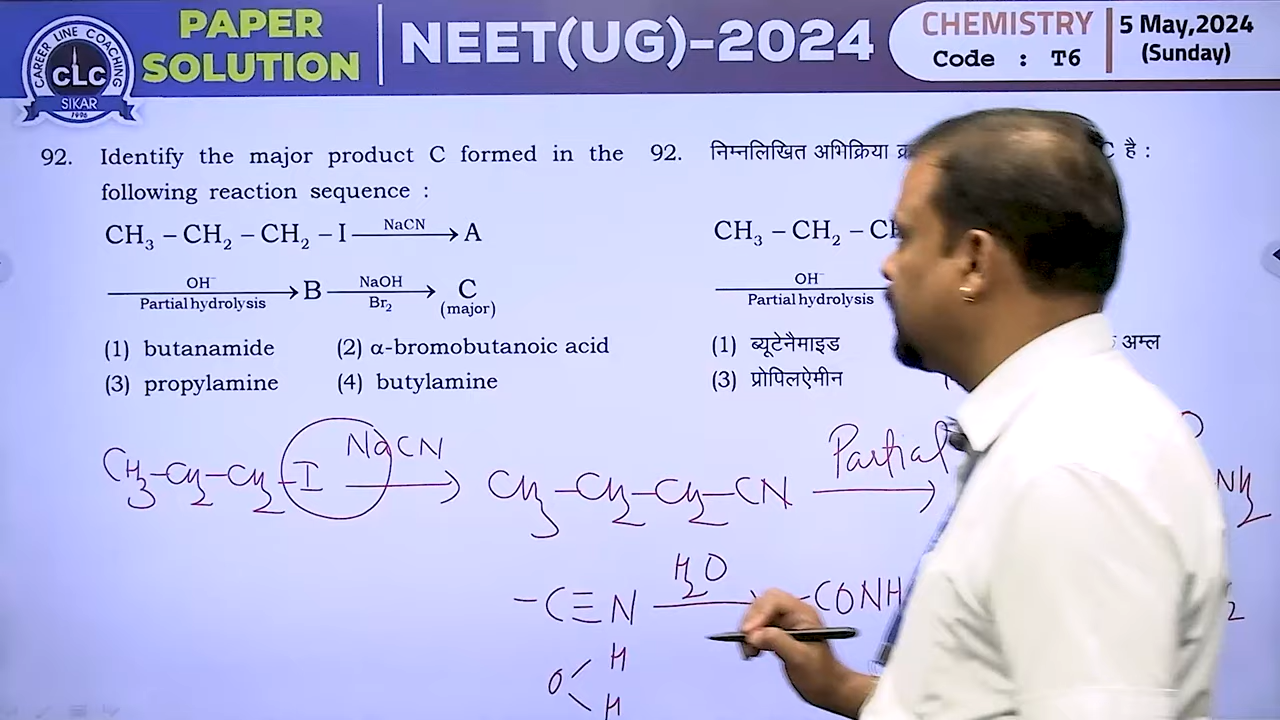 CAREER LINE COACHING
CLC
SIKAR
1996
PAPER
SOLUTION
NEET(UG)-2024
CHEMISTRY
Code : T6
5 May,2024
(Sunday)
92. Identify the major product C formed in the
following reaction sequence :
CH₃ – CH₂ – CH₂ – I —NaCN→ A
—OH⁻ Partial hydrolysis→ B —NaOH Br₂→ C (major)
(1) butanamide (2) α-bromobutanoic acid
(3) propylamine (4) butylamine
92. निम्नलिखित अभिक्रिया C है :
CH₃ – CH₂ –
OH⁻
Partial hydrolysis
(1) ब्यूटेनैमाइड अम्ल
(3) प्रोपिलऐमीन
CH₃–CH₂–CH₂–I —NaCN→ CH₃–CH₂–CH₂–CN —Partial→ O NH₂
–C≡N —H₂O→ –CONH 2
O H
H